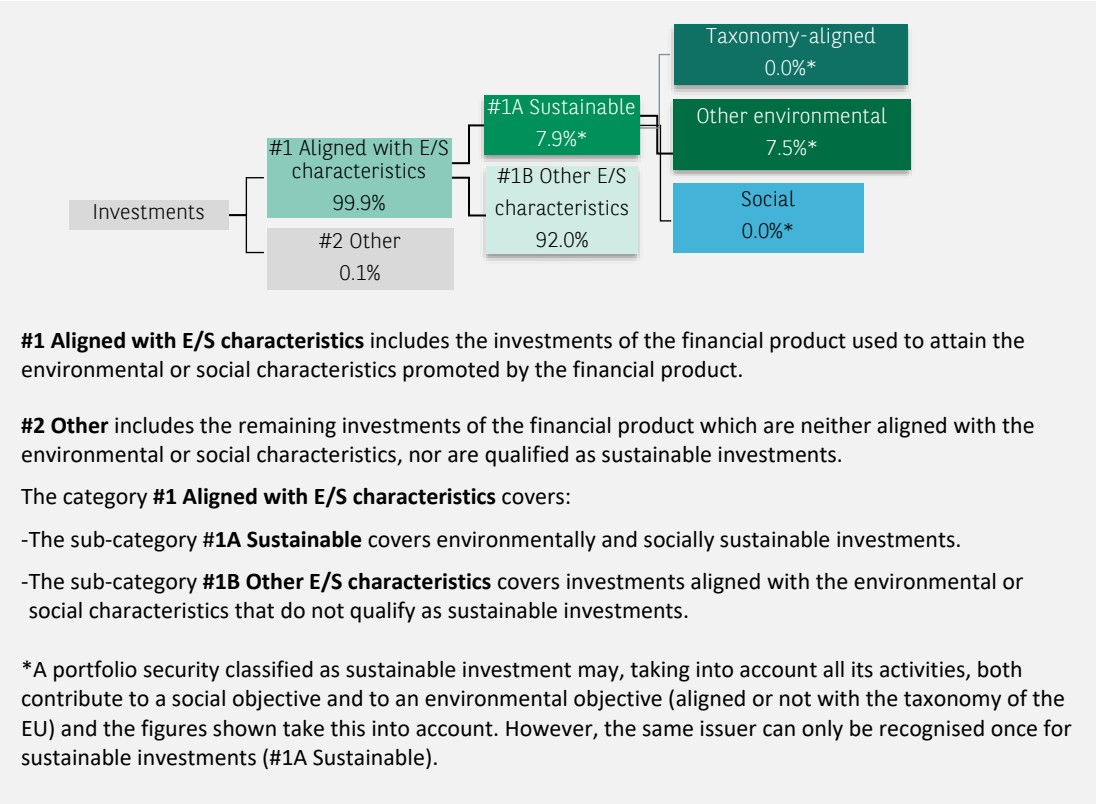 Taxonomy-aligned
0.0%*
#1A Sustainable
7.9%*
Other environmental
7.5%*
#1 Aligned with E/S
characteristics
99.9%
#1B Other E/S
characteristics
92.0%
Social
0.0%*
Investments
#2 Other
0.1%
#1 Aligned with E/S characteristics includes the investments of the financial product used to attain the
environmental or social characteristics promoted by the financial product.
#2 Other includes the remaining investments of the financial product which are neither aligned with the
environmental or social characteristics, nor are qualified as sustainable investments.
The category #1 Aligned with E/S characteristics covers:
-The sub-category #1A Sustainable covers environmentally and socially sustainable investments.
-The sub-category #1B Other E/S characteristics covers investments aligned with the environmental or
social characteristics that do not qualify as sustainable investments.
*A portfolio security classified as sustainable investment may, taking into account all its activities, both
contribute to a social objective and to an environmental objective (aligned or not with the taxonomy of the
EU) and the figures shown take this into account. However, the same issuer can only be recognised once for
sustainable investments (#1A Sustainable).